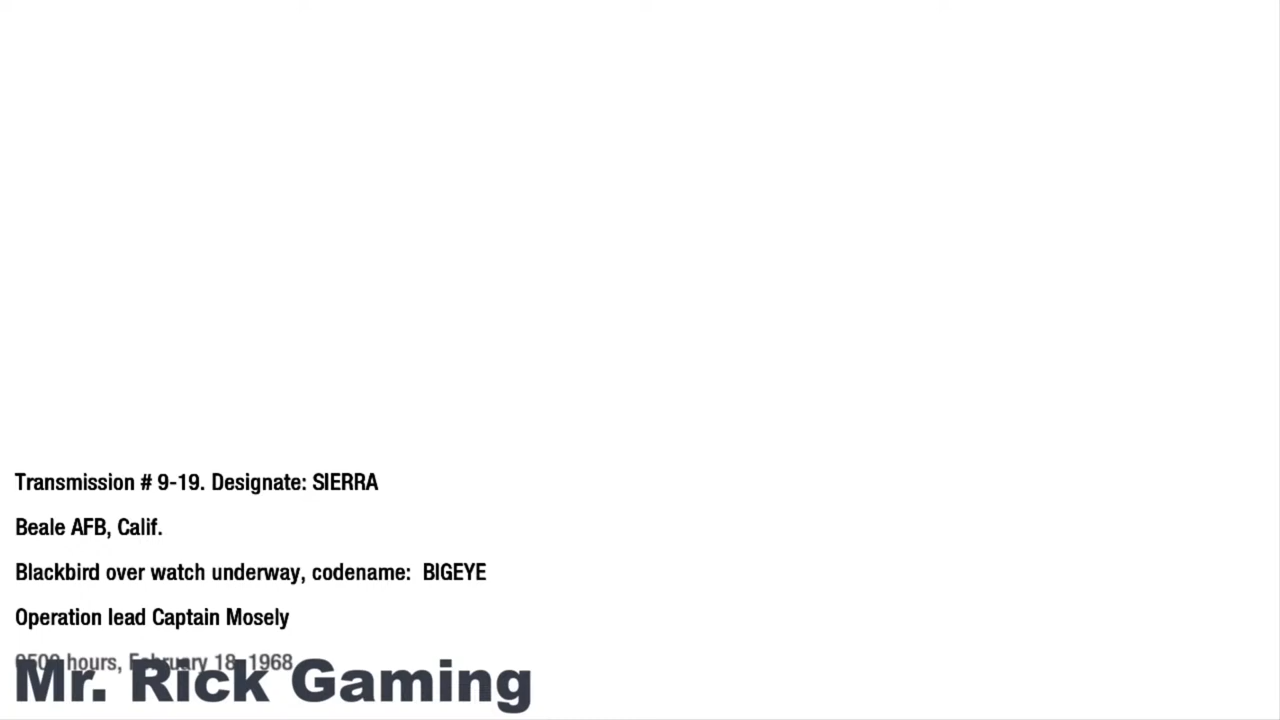 Transmission # 9-19. Designate: SIERRA
Beale AFB, Calif.
Blackbird over watch underway, codename: BIGEYE
Operation lead Captain Mosely
hours, February 18, 1968
Mr. Rick Gaming